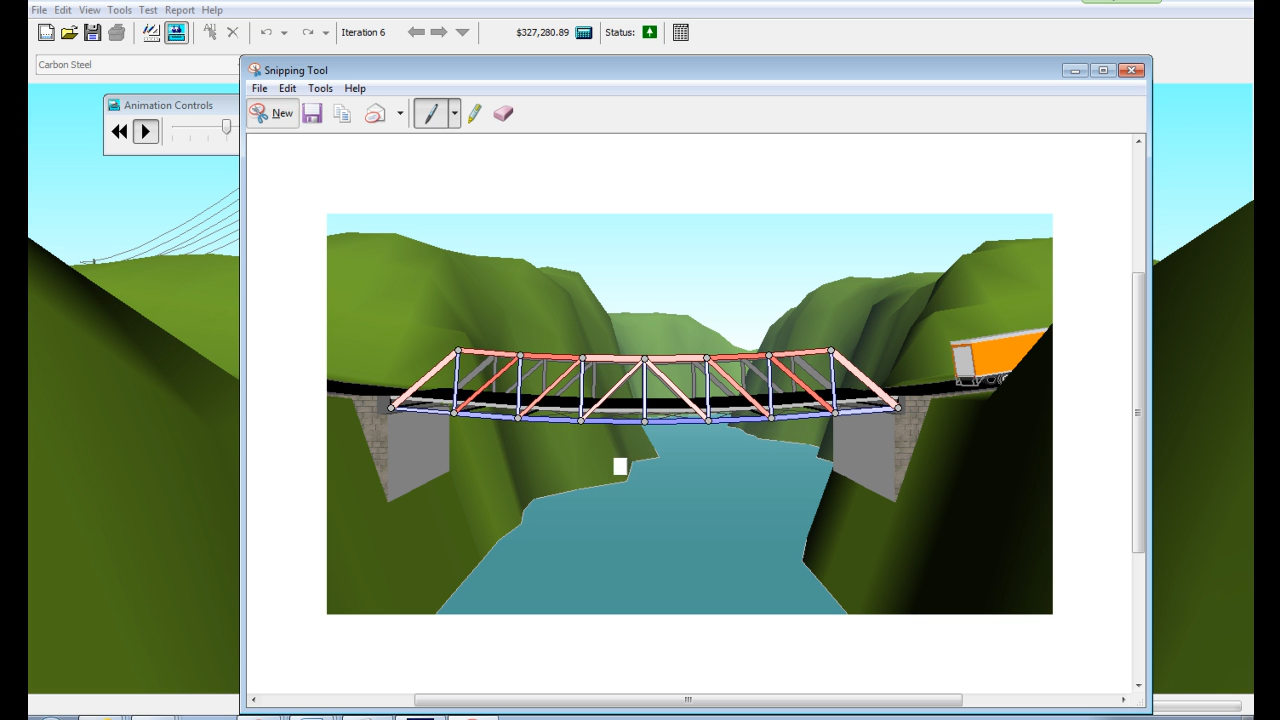 File Edit View Tools Test Report Help
Iteration 6 $327,280.89 Status:
Carbon Steel
Snipping Tool
File Edit Tools Help
Animation Controls
New